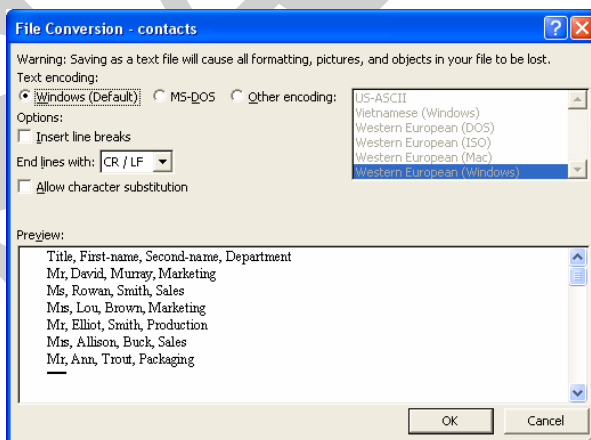 File Conversion - contacts
Warning: Saving as a text file will cause all formatting, pictures, and objects in your file to be lost.
Text encoding:
Windows (Default) MS-DOS Other encoding:
US-ASCII
Vietnamese (Windows)
Western European (DOS)
Western European (ISO)
Western European (Mac)
Western European (Windows)
Options:
Insert line breaks
End lines with: CR / LF
Allow character substitution
Preview:
Title, First-name, Second-name, Department
Mr, David, Murray, Marketing
Ms, Rowan, Smith, Sales
Mrs, Lou, Brown, Marketing
Mr, Elliot, Smith, Production
Mrs, Allison, Buck, Sales
Mr, Ann, Trout, Packaging
OK Cancel